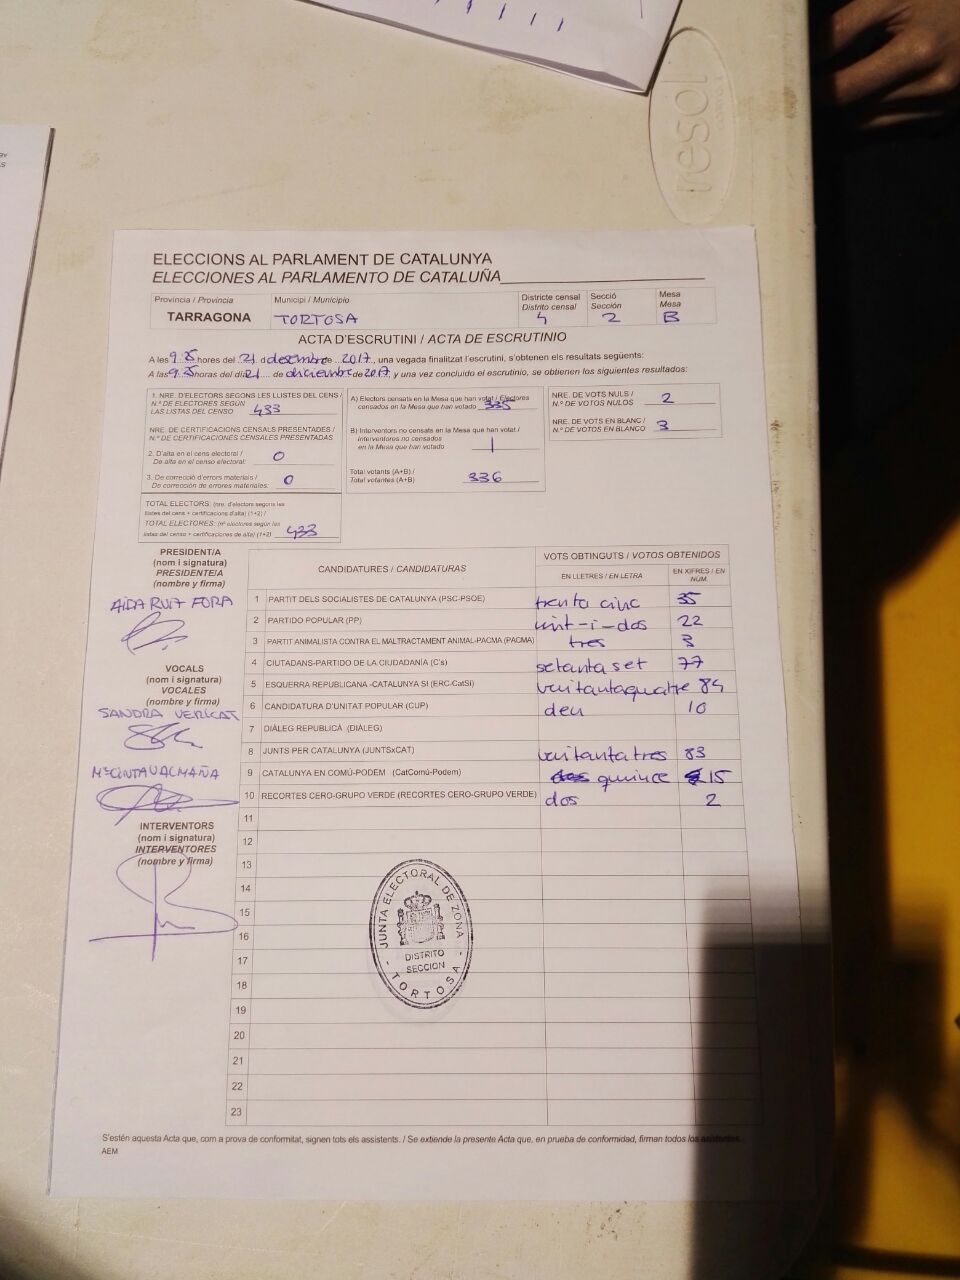 resol
ELECCIONS AL PARLAMENT DE CATALUNYA
ELECCIONES AL PARLAMENTO DE CATALUÑA
Província / Provincia
TARRAGONA
Municipi / Municipio
TORTOSA
Districte censal
Distrito censal
4
Secció
Sección
2
Mesa
Mesa
B
ACTA D'ESCRUTINI / ACTA DE ESCRUTINIO
A les 9.25 hores del 21 d desembre de 2017, una vegada finalitzat l'escrutini, s'obtenen els resultats següents:
A las 9.25 horas del día 21 de diciembre de 2017, y una vez concluido el escrutinio, se obtienen los siguientes resultados:
1. NRE. D'ELECTORS SEGONS LES LLISTES DEL CENS /
N.º DE ELECTORES SEGÚN
LAS LISTAS DEL CENSO 433
NRE. DE CERTIFICACIONS CENSALS PRESENTADES /
N.º DE CERTIFICACIONES CENSALES PRESENTADAS
2. D'alta en el cens electoral /
De alta en el censo electoral: 0
3. De correcció d'errors materials /
De corrección de errores materiales: 0
TOTAL ELECTORS: (nre. d'electors segons les
llistes del cens + certificacions d'alta) (1+2) /
TOTAL ELECTORES: (nº electores según las
listas del censo + certificaciones de alta) (1+2) 433
A) Electors censats en la Mesa que han votat / Electores
censados en la Mesa que han votado 335
B) Interventors no censats en la Mesa que han votat /
Interventores no censados
en la Mesa que han votado 1
Total votants (A+B) /
Total votantes (A+B) 336
NRE. DE VOTS NULS /
N.º DE VOTOS NULOS 2
NRE. DE VOTS EN BLANC /
N.º DE VOTOS EN BLANCO 3
PRESIDENT/A
(nom i signatura)
PRESIDENTE/A
(nombre y firma)
AÏDA RUIZ FORA
VOCALS
(nom i signatura)
VOCALES
(nombre y firma)
SANDRA VERICAT
Mª CINTA VALMAÑA
INTERVENTORS
(nom i signatura)
INTERVENTORES
(nombre y firma)
CANDIDATURES / CANDIDATURAS
VOTS OBTINGUTS / VOTOS OBTENIDOS
EN LLETRES / EN LETRA
EN XIFRES / EN NUM.
1 PARTIT DELS SOCIALISTES DE CATALUNYA (PSC-PSOE) trenta cinc 35
2 PARTIDO POPULAR (PP) vint-i-dos 22
3 PARTIT ANIMALISTA CONTRA EL MALTRACTAMENT ANIMAL-PACMA (PACMA) tres 3
4 CIUTADANS-PARTIDO DE LA CIUDADANÍA (C's) setanta set 77
5 ESQUERRA REPUBLICANA -CATALUNYA SÍ (ERC-CatSí) vuitantaquatre 84
6 CANDIDATURA D'UNITAT POPULAR (CUP) deu 10
7 DIÀLEG REPUBLICÀ (DIÀLEG)
8 JUNTS PER CATALUNYA (JUNTSxCAT) vuitanta tres 83
9 CATALUNYA EN COMÚ-PODEM (CatComú-Podem) quince 15
10 RECORTES CERO-GRUPO VERDE (RECORTES CERO-GRUPO VERDE) dos 2
11
12
13
14
15
16
17
18
19
20
21
22
23
JUNTA ELECTORAL DE ZONA
DISTRITO
SECCION
- TORTOSA -
S'estén aquesta Acta que, com a prova de conformitat, signen tots els assistents. / Se extiende la presente Acta que, en prueba de conformidad, firman todos los asistentes.
AEM